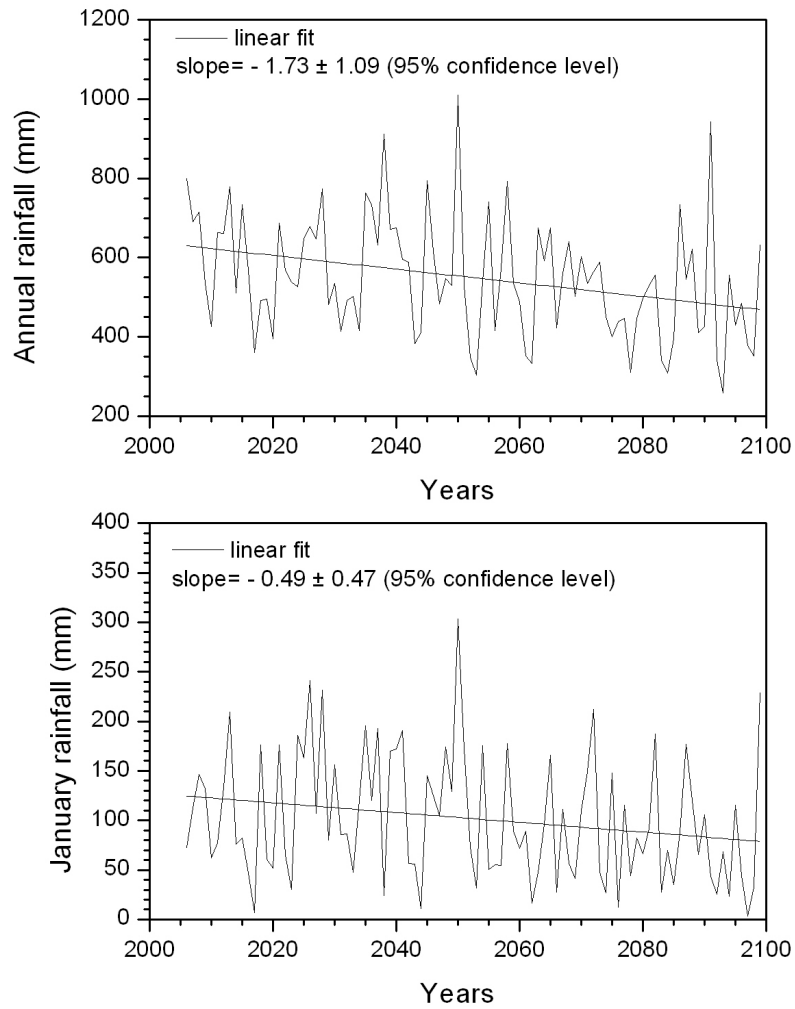 1200
linear fit
slope= - 1.73 ± 1.09 (95% confidence level)
1000
800
600
400
200
Annual rainfall (mm)
2000 2020 2040 2060 2080 2100
Years
400
linear fit
slope= - 0.49 ± 0.47 (95% confidence level)
350
300
250
200
150
100
50
0
January rainfall (mm)
2000 2020 2040 2060 2080 2100
Years